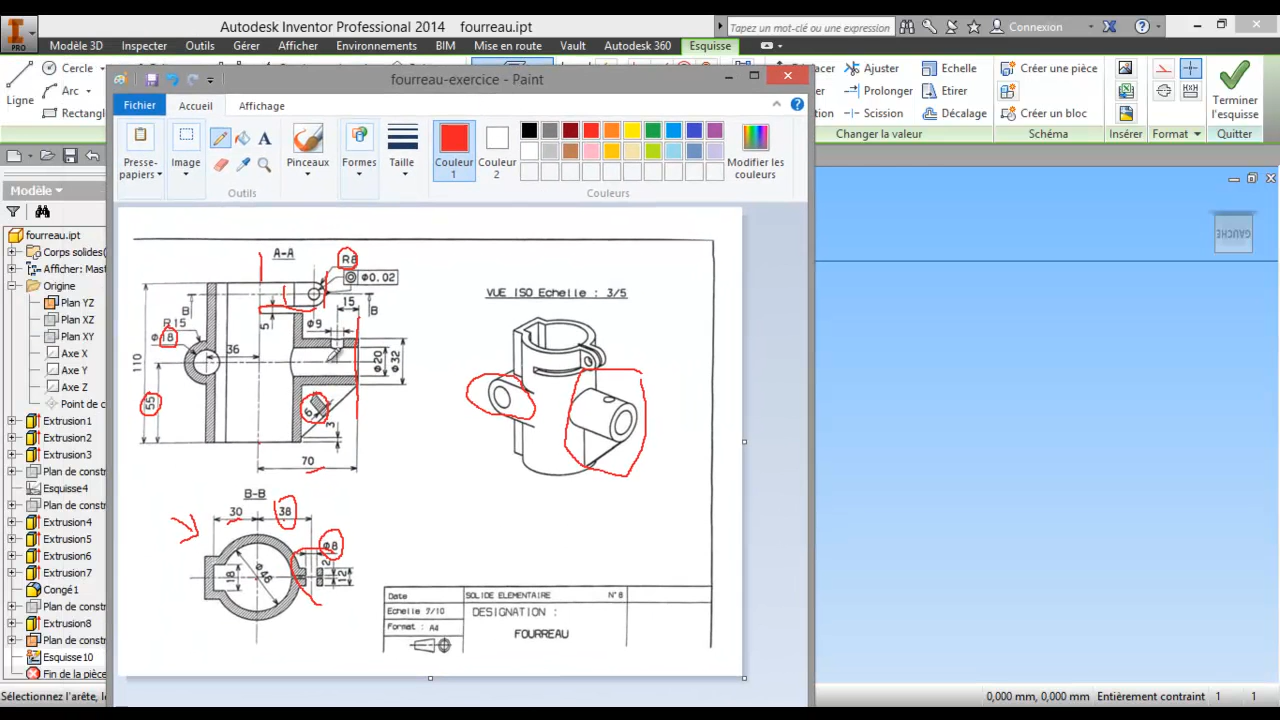 PRO
Autodesk Inventor Professional 2014 fourreau.ipt
Tapez un mot-clé ou une expression
Connexion
Modèle 3D Inspecter Outils Gérer Afficher Environnements BIM Mise en route Vault Autodesk 360 Esquisse
Ligne
Cercle
Arc
Ajuster
Prolonger
Scission
Echelle
Etirer
Décalage
Changer la valeur
Créer une pièce
Créer un bloc
Schéma
Insérer
Format
Terminer
l'esquisse
Quitter
fourreau-exercice - Paint
Fichier Accueil Affichage
Presse-
papiers
Image
Outils
Pinceaux
Formes
Taille
Couleur
1
Couleur
2
Modifier les
couleurs
Couleurs
Modèle
fourreau.ipt
Corps solides(
Afficher: Mast
Origine
Plan YZ
Plan XZ
Plan XY
Axe X
Axe Y
Axe Z
Point de c
Extrusion1
Extrusion2
Extrusion3
Plan de constr
Esquisse4
Plan de constr
Extrusion4
Extrusion5
Extrusion6
Extrusion7
Congé1
Extrusion8
Plan de constr
Esquisse10
Fin de la pièce
A-A
R8
Φ0.02
B
B
15
5
Φ9
R15
Φ18
36
110
55
Φ20
Φ32
6
3
70
B-B
30
38
Φ8
2
12
18
Φ48
VUE ISO Echelle : 3/5
Date
Echelle 7/10
Format : A4
SOLIDE ELEMENTAIRE
N°8
DESIGNATION :
FOURREAU
GAUCHE
Sélectionnez l'arête,
0,000 mm, 0,000 mm
Entièrement contraint
1
1